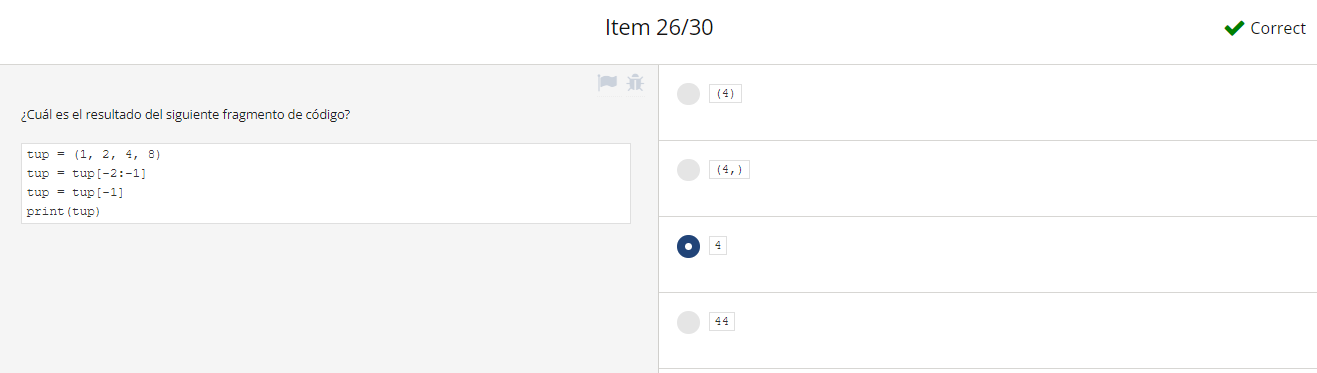 Item 26/30
Correct
¿Cuál es el resultado del siguiente fragmento de código?
tup = (1, 2, 4, 8)
tup = tup[-2:-1]
tup = tup[-1]
print(tup)
(4)
(4,)
4
44